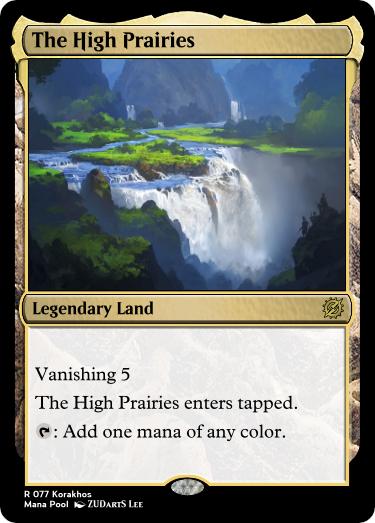 The High Prairies
Legendary Land
Vanishing 5
The High Prairies enters tapped.
: Add one mana of any color.
R 077 Korakhos
Mana Pool ZUDartS Lee